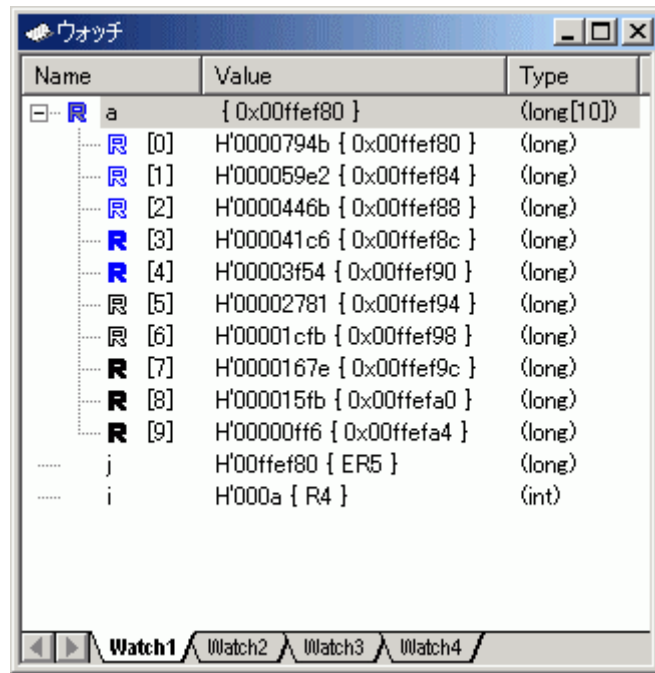 ウォッチ
Name Value Type
R a { 0x00ffef80 } (long[10])
R [0] H'0000794b { 0x00ffef80 } (long)
R [1] H'000059e2 { 0x00ffef84 } (long)
R [2] H'0000446b { 0x00ffef88 } (long)
R [3] H'000041c6 { 0x00ffef8c } (long)
R [4] H'00003f54 { 0x00ffef90 } (long)
R [5] H'00002781 { 0x00ffef94 } (long)
R [6] H'00001cfb { 0x00ffef98 } (long)
R [7] H'0000167e { 0x00ffef9c } (long)
R [8] H'000015fb { 0x00ffefa0 } (long)
R [9] H'00000ff6 { 0x00ffefa4 } (long)
j H'00ffef80 { ER5 } (long)
i H'000a { R4 } (int)
Watch1 Watch2 Watch3 Watch4